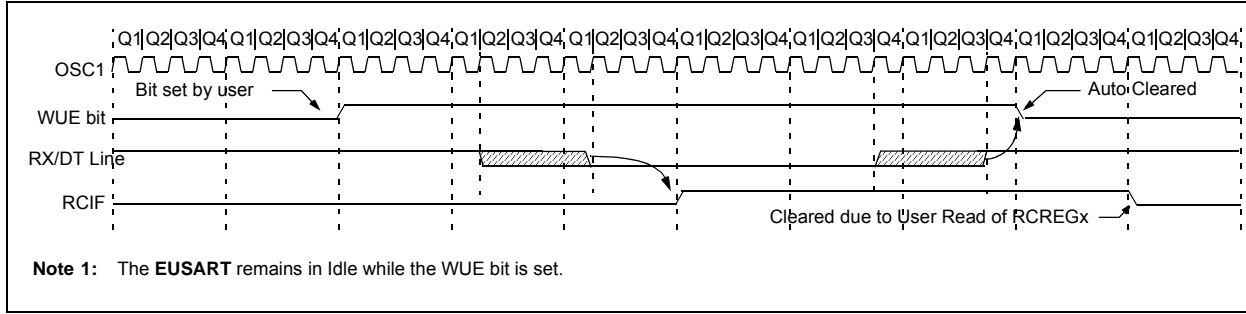 Q1 Q2 Q3 Q4 Q1 Q2 Q3 Q4 Q1 Q2 Q3 Q4 Q1 Q2 Q3 Q4 Q1 Q2 Q3 Q4 Q1 Q2 Q3 Q4 Q1 Q2 Q3 Q4 Q1 Q2 Q3 Q4 Q1 Q2 Q3 Q4 Q1 Q2 Q3 Q4
OSC1
Bit set by user
Auto Cleared
WUE bit
RX/DT Line
RCIF
Cleared due to User Read of RCREGx
Note 1: The EUSART remains in Idle while the WUE bit is set.